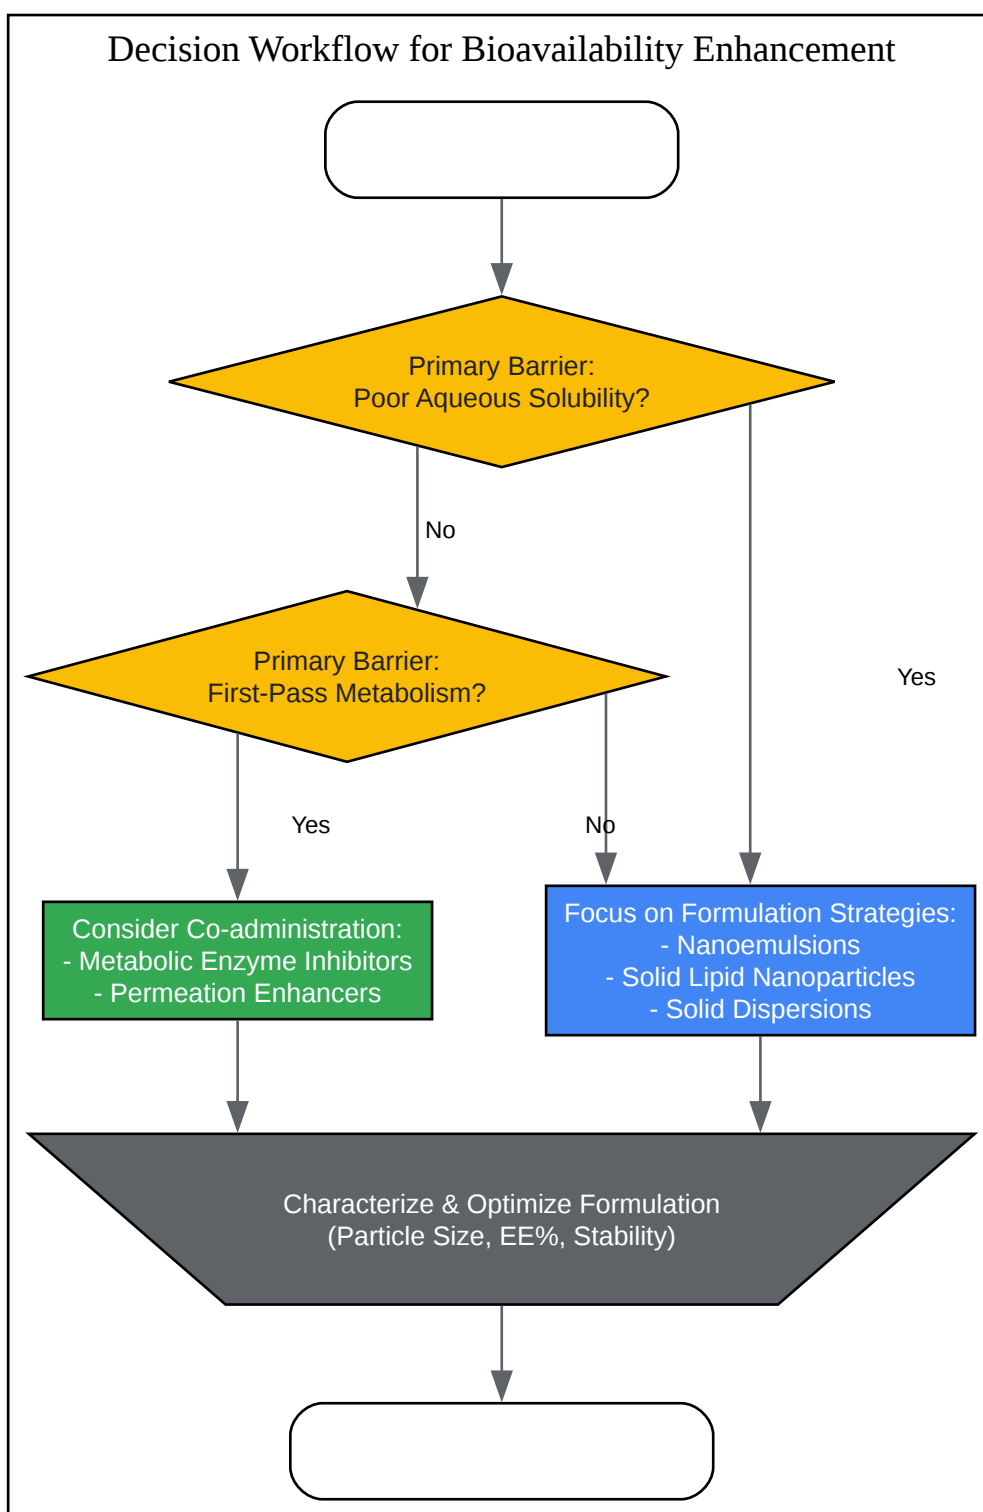 Decision Workflow for Bioavailability Enhancement
Primary Barrier:
Poor Aqueous Solubility?
No
Primary Barrier:
First-Pass Metabolism?
Yes
Yes
No
Consider Co-administration:
- Metabolic Enzyme Inhibitors
- Permeation Enhancers
Focus on Formulation Strategies:
- Nanoemulsions
- Solid Lipid Nanoparticles
- Solid Dispersions
Characterize & Optimize Formulation
(Particle Size, EE%, Stability)